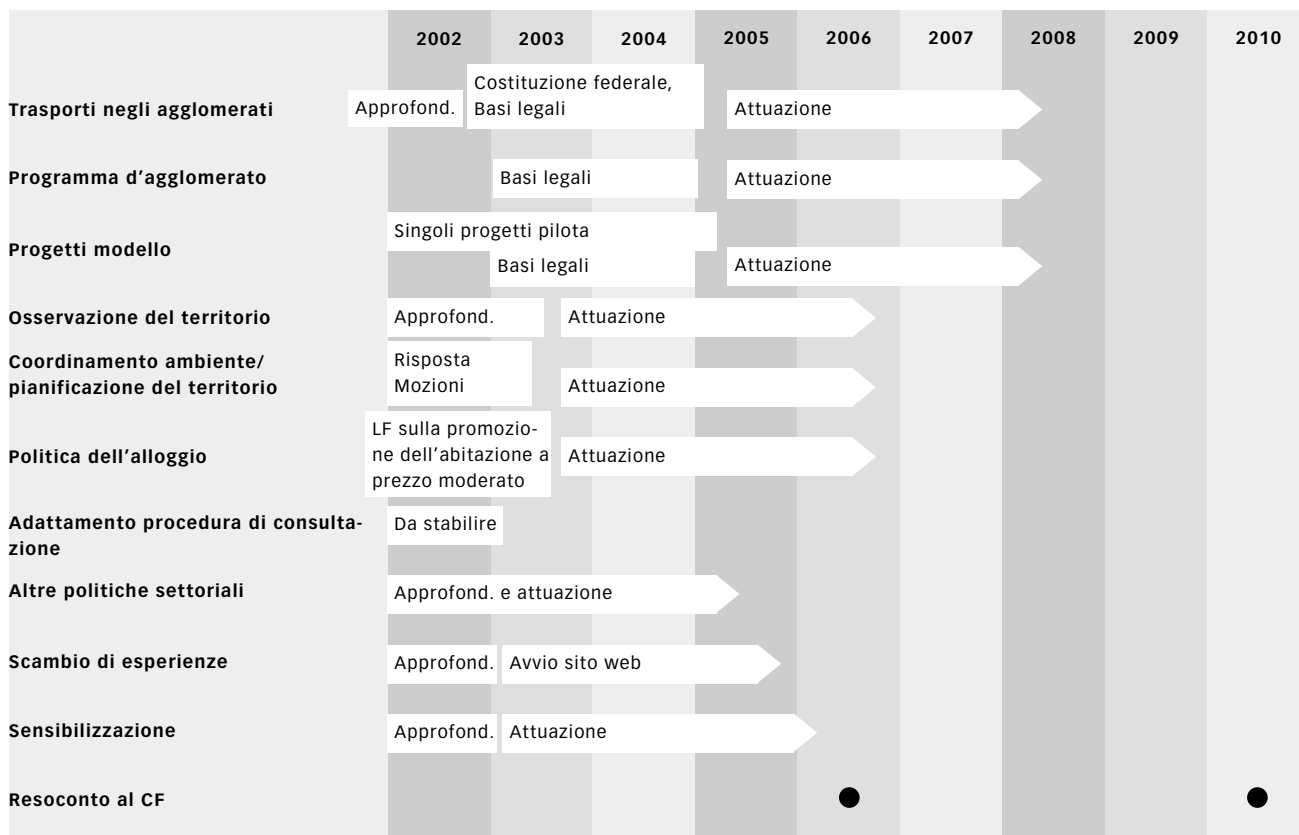 2002 2003 2004 2005 2006 2007 2008 2009 2010
Costituzione federale,
Trasporti negli agglomerati Approfond. Basi legali Attuazione
Programma d'agglomerato Basi legali Attuazione
Singoli progetti pilota
Progetti modello
Basi legali Attuazione
Osservazione del territorio Approfond. Attuazione
Coordinamento ambiente/ Risposta
pianificazione del territorio Mozioni Attuazione
LF sulla promozio-
Politica dell'alloggio ne dell'abitazione a Attuazione
prezzo moderato
Adattamento procedura di consulta- Da stabilire
zione
Altre politiche settoriali Approfond. e attuazione
Scambio di esperienze Approfond. Avvio sito web
Sensibilizzazione Approfond. Attuazione
Resoconto al CF